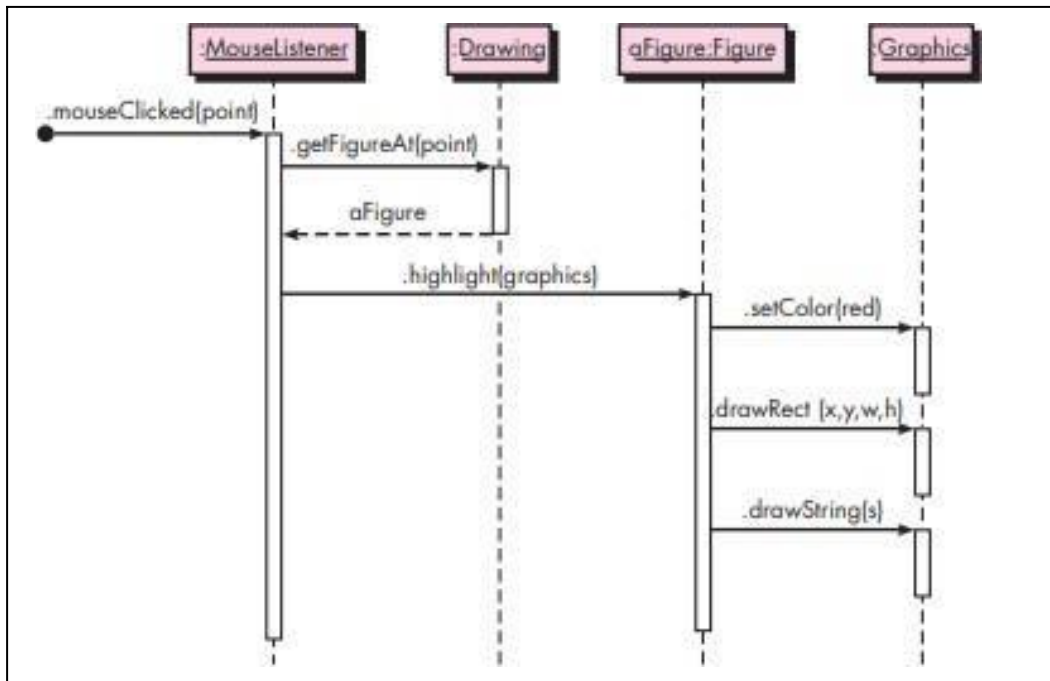 :MouseListener
:Drawing
aFigure:Figure
:Graphics
.mouseClicked(point)
.getFigureAt(point)
aFigure
.highlight(graphics)
.setColor(red)
.drawRect (x,y,w,h)
.drawString(s)